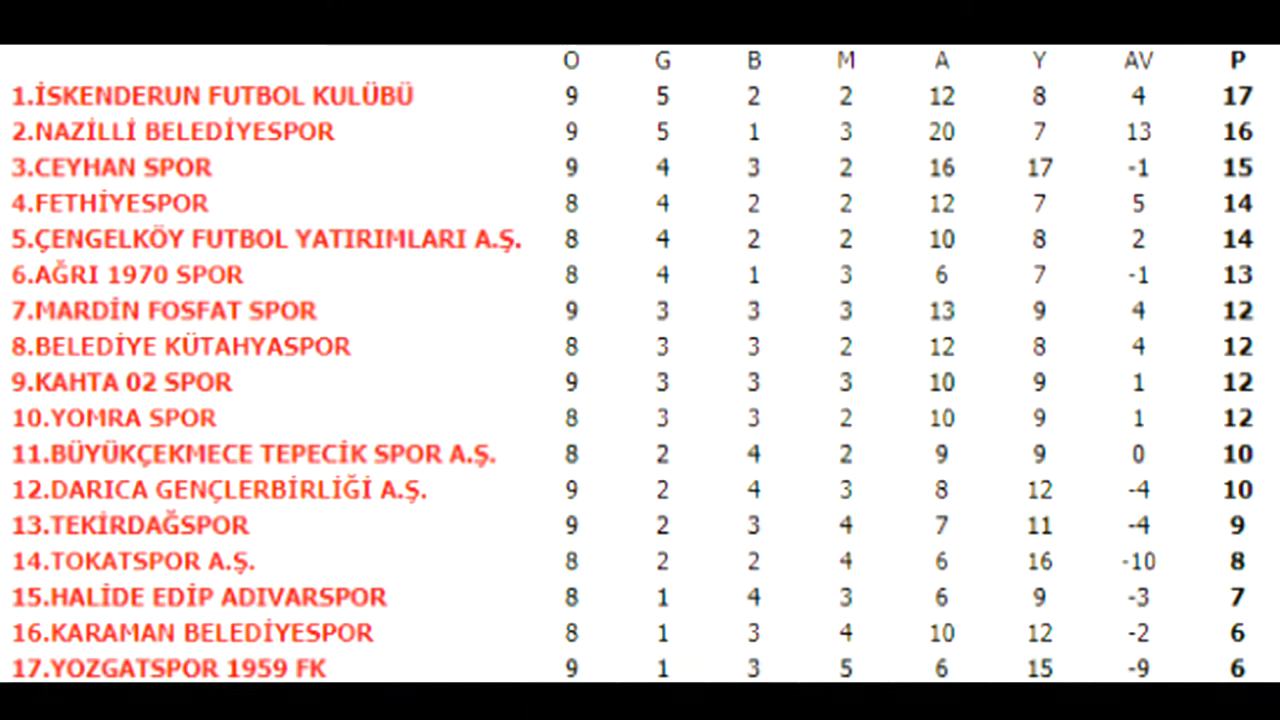 O G B M A Y AV P
1.İSKENDERUN FUTBOL KULÜBÜ 9 5 2 2 12 8 4 17
2.NAZİLLİ BELEDİYESPOR 9 5 1 3 20 7 13 16
3.CEYHAN SPOR 9 4 3 2 16 17 -1 15
4.FETHİYESPOR 8 4 2 2 12 7 5 14
5.ÇENGELKÖY FUTBOL YATIRIMLARI A.Ş. 8 4 2 2 10 8 2 14
6.AĞRI 1970 SPOR 8 4 1 3 6 7 -1 13
7.MARDİN FOSFAT SPOR 9 3 3 3 13 9 4 12
8.BELEDİYE KÜTAHYASPOR 8 3 3 2 12 8 4 12
9.KAHTA 02 SPOR 9 3 3 3 10 9 1 12
10.YOMRA SPOR 8 3 3 2 10 9 1 12
11.BÜYÜKÇEKMECE TEPECİK SPOR A.Ş. 8 2 4 2 9 9 0 10
12.DARICA GENÇLERBİRLİĞİ A.Ş. 9 2 4 3 8 12 -4 10
13.TEKİRDAĞSPOR 9 2 3 4 7 11 -4 9
14.TOKATSPOR A.Ş. 8 2 2 4 6 16 -10 8
15.HALİDE EDİP ADIVARSPOR 8 1 4 3 6 9 -3 7
16.KARAMAN BELEDİYESPOR 8 1 3 4 10 12 -2 6
17.YOZGATSPOR 1959 FK 9 1 3 5 6 15 -9 6